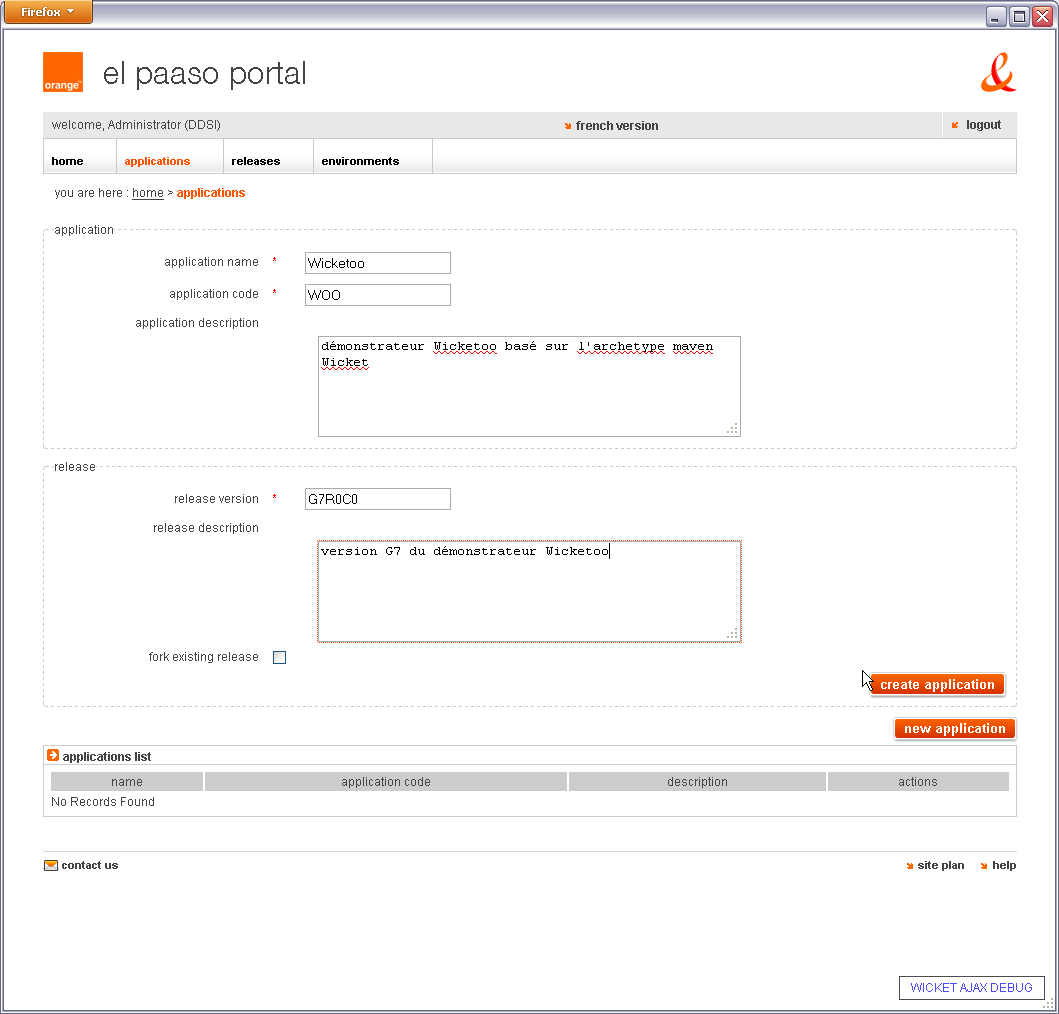 Firefox
orange™
el paaso portal
welcome, Administrator (DDSI)
french version
logout
home
applications
releases
environments
you are here : home > applications
application
application name *
Wicketoo
application code *
WOO
application description
démonstrateur Wicketoo basé sur l'archetype maven
Wicket
release
release version *
G7R0C0
release description
version G7 du démonstrateur Wicketoo
fork existing release
create application
new application
applications list
name
application code
description
actions
No Records Found
contact us
site plan
help
WICKET AJAX DEBUG